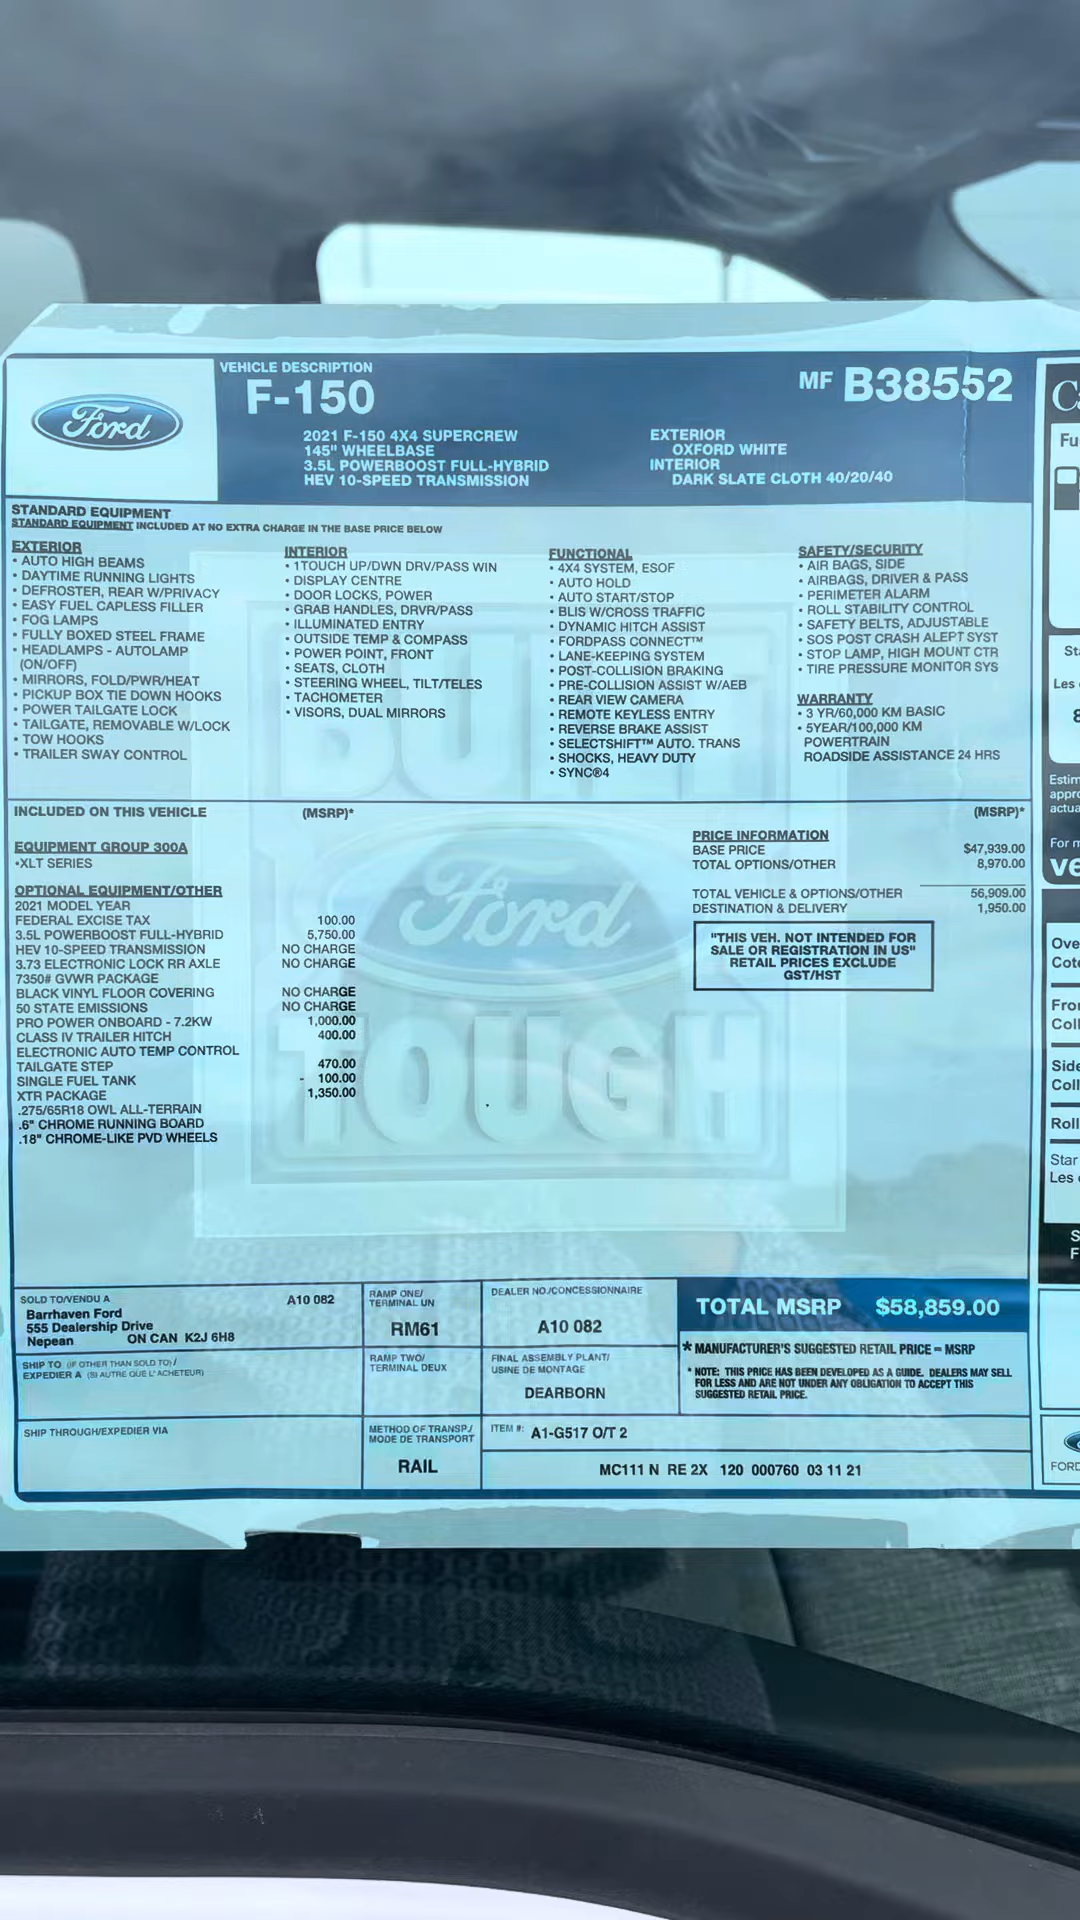 Ford
VEHICLE DESCRIPTION
F-150
MF B38552
2021 F-150 4X4 SUPERCREW
145" WHEELBASE
3.5L POWERBOOST FULL-HYBRID
HEV 10-SPEED TRANSMISSION
EXTERIOR
OXFORD WHITE
INTERIOR
DARK SLATE CLOTH 40/20/40
STANDARD EQUIPMENT
STANDARD EQUIPMENT INCLUDED AT NO EXTRA CHARGE IN THE BASE PRICE BELOW
EXTERIOR
• AUTO HIGH BEAMS
• DAYTIME RUNNING LIGHTS
• DEFROSTER, REAR W/PRIVACY
• EASY FUEL CAPLESS FILLER
• FOG LAMPS
• FULLY BOXED STEEL FRAME
• HEADLAMPS - AUTOLAMP
(ON/OFF)
• MIRRORS, FOLD/PWR/HEAT
• PICKUP BOX TIE DOWN HOOKS
• POWER TAILGATE LOCK
• TAILGATE, REMOVABLE W/LOCK
• TOW HOOKS
• TRAILER SWAY CONTROL
INTERIOR
• 1TOUCH UP/DWN DRV/PASS WIN
• DISPLAY CENTRE
• DOOR LOCKS, POWER
• GRAB HANDLES, DRVR/PASS
• ILLUMINATED ENTRY
• OUTSIDE TEMP & COMPASS
• POWER POINT, FRONT
• SEATS, CLOTH
• STEERING WHEEL, TILT/TELES
• TACHOMETER
• VISORS, DUAL MIRRORS
FUNCTIONAL
• 4X4 SYSTEM, ESOF
• AUTO HOLD
• AUTO START/STOP
• BLIS W/CROSS TRAFFIC
• DYNAMIC HITCH ASSIST
• FORDPASS CONNECT™
• LANE-KEEPING SYSTEM
• POST-COLLISION BRAKING
• PRE-COLLISION ASSIST W/AEB
• REAR VIEW CAMERA
• REMOTE KEYLESS ENTRY
• REVERSE BRAKE ASSIST
• SELECTSHIFT™ AUTO. TRANS
• SHOCKS, HEAVY DUTY
• SYNC®4
SAFETY/SECURITY
• AIR BAGS, SIDE
• AIRBAGS, DRIVER & PASS
• PERIMETER ALARM
• ROLL STABILITY CONTROL
• SAFETY BELTS, ADJUSTABLE
• SOS POST CRASH ALEPT SYST
• STOP LAMP, HIGH MOUNT CTR
• TIRE PRESSURE MONITOR SYS
WARRANTY
• 3 YR/60,000 KM BASIC
• 5YEAR/100,000 KM
POWERTRAIN
ROADSIDE ASSISTANCE 24 HRS
INCLUDED ON THIS VEHICLE (MSRP)*
EQUIPMENT GROUP 300A
•XLT SERIES
OPTIONAL EQUIPMENT/OTHER
2021 MODEL YEAR
FEDERAL EXCISE TAX 100.00
3.5L POWERBOOST FULL-HYBRID 5,750.00
HEV 10-SPEED TRANSMISSION NO CHARGE
3.73 ELECTRONIC LOCK RR AXLE NO CHARGE
7350# GVWR PACKAGE
BLACK VINYL FLOOR COVERING NO CHARGE
50 STATE EMISSIONS NO CHARGE
PRO POWER ONBOARD - 7.2KW 1,000.00
CLASS IV TRAILER HITCH 400.00
ELECTRONIC AUTO TEMP CONTROL
TAILGATE STEP 470.00
SINGLE FUEL TANK - 100.00
XTR PACKAGE 1,350.00
.275/65R18 OWL ALL-TERRAIN
.6" CHROME RUNNING BOARD
.18" CHROME-LIKE PVD WHEELS
(MSRP)*
PRICE INFORMATION
BASE PRICE $47,939.00
TOTAL OPTIONS/OTHER 8,970.00
TOTAL VEHICLE & OPTIONS/OTHER 56,909.00
DESTINATION & DELIVERY 1,950.00
"THIS VEH. NOT INTENDED FOR
SALE OR REGISTRATION IN US"
RETAIL PRICES EXCLUDE
GST/HST
BUILT
Ford
TOUGH
SOLD TO/VENDU A A10 082
Barrhaven Ford
555 Dealership Drive
Nepean ON CAN K2J 6H8
SHIP TO (IF OTHER THAN SOLD TO) /
EXPEDIER A (SI AUTRE QUE L'ACHETEUR)
SHIP THROUGH/EXPEDIER VIA
RAMP ONE/
TERMINAL UN
RM61
RAMP TWO/
TERMINAL DEUX
METHOD OF TRANSP./
MODE DE TRANSPORT
RAIL
DEALER NO./CONCESSIONNAIRE
A10 082
FINAL ASSEMBLY PLANT/
USINE DE MONTAGE
DEARBORN
ITEM #: A1-G517 O/T 2
MC111 N RE 2X 120 000760 03 11 21
TOTAL MSRP $58,859.00
* MANUFACTURER'S SUGGESTED RETAIL PRICE = MSRP
* NOTE: THIS PRICE HAS BEEN DEVELOPED AS A GUIDE. DEALERS MAY SELL
FOR LESS AND ARE NOT UNDER ANY OBLIGATION TO ACCEPT THIS
SUGGESTED RETAIL PRICE.
Les
For
Side
Coll
Roll
Star
Les
FORD